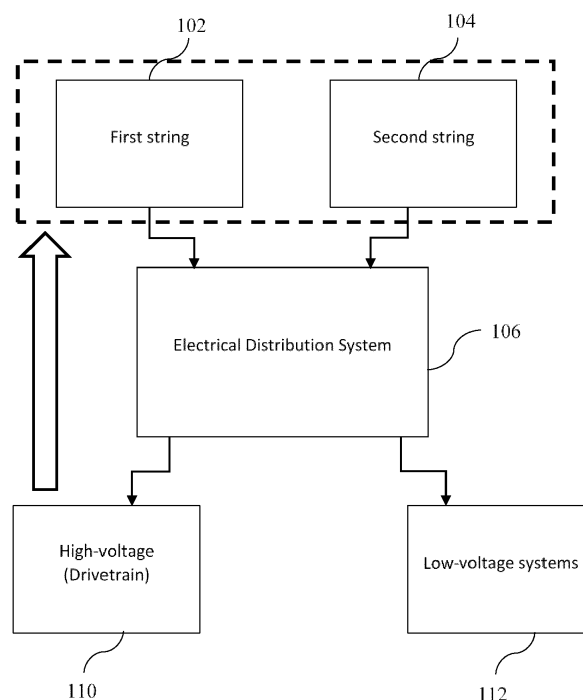 102
104
First string
Second string
Electrical Distribution System
106
High-voltage
(Drivetrain)
Low-voltage systems
110
112